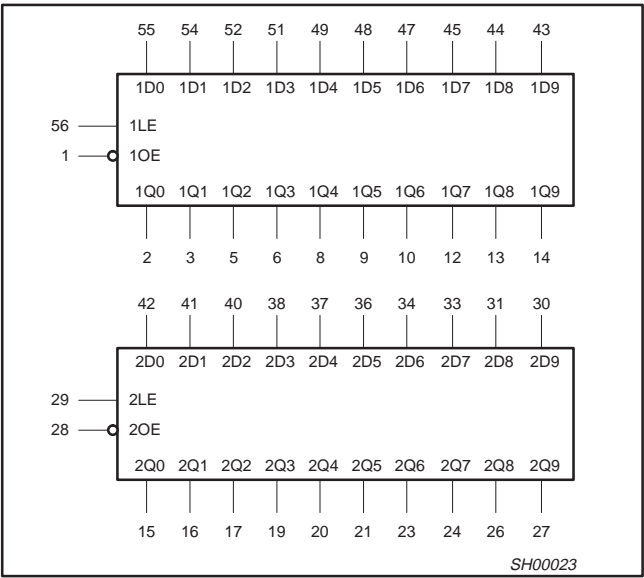 55 54 52 51 49 48 47 45 44 43
1D0 1D1 1D2 1D3 1D4 1D5 1D6 1D7 1D8 1D9
56 1LE
1 1OE
1Q0 1Q1 1Q2 1Q3 1Q4 1Q5 1Q6 1Q7 1Q8 1Q9
2 3 5 6 8 9 10 12 13 14
42 41 40 38 37 36 34 33 31 30
2D0 2D1 2D2 2D3 2D4 2D5 2D6 2D7 2D8 2D9
29 2LE
28 2OE
2Q0 2Q1 2Q2 2Q3 2Q4 2Q5 2Q6 2Q7 2Q8 2Q9
15 16 17 19 20 21 23 24 26 27
SH00023